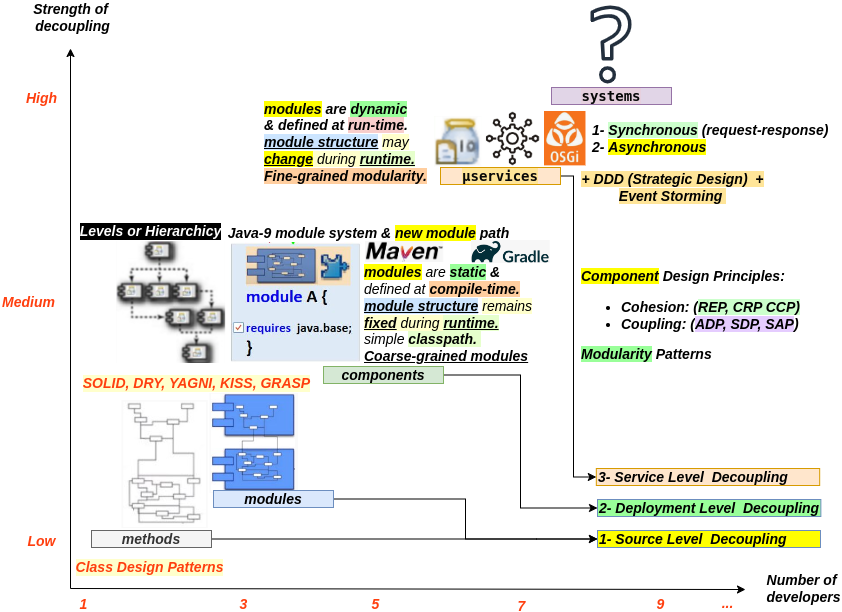 Strength of
decoupling
High
systems
modules are dynamic
& defined at run-time.
module structure may
change during runtime.
Fine-grained modularity.
OSGi
1- Synchronous (request-response)
2- Asynchronous
µservices
+ DDD (Strategic Design) +
Event Storming
Levels or Hierarchicy
Java-9 module system & new module path
Maven™
Gradle
module A {
requires java.base;
}
modules are static &
defined at compile-time.
module structure remains
fixed during runtime.
simple classpath.
Coarse-grained modules
Component Design Principles:
• Cohesion: (REP, CRP CCP)
• Coupling: (ADP, SDP, SAP)
Modularity Patterns
Medium
components
SOLID, DRY, YAGNI, KISS, GRASP
modules
3- Service Level Decoupling
2- Deployment Level Decoupling
1- Source Level Decoupling
Low
methods
Class Design Patterns
Number of
developers
1 3 5 7 9 ...